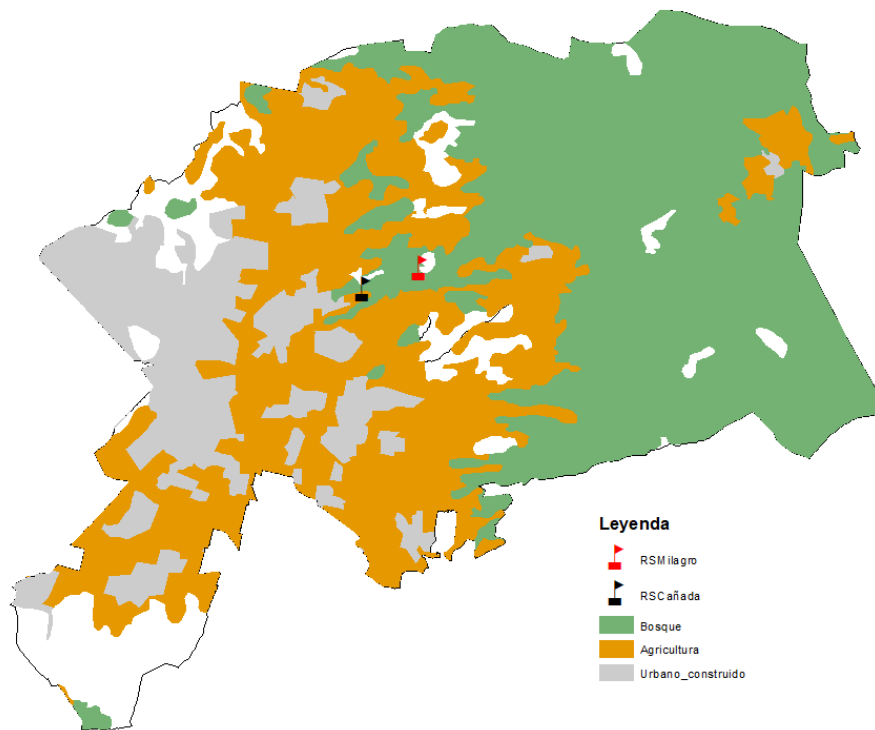 Leyenda
RSMilagro
RSCañada
Bosque
Agricultura
Urbano_construido